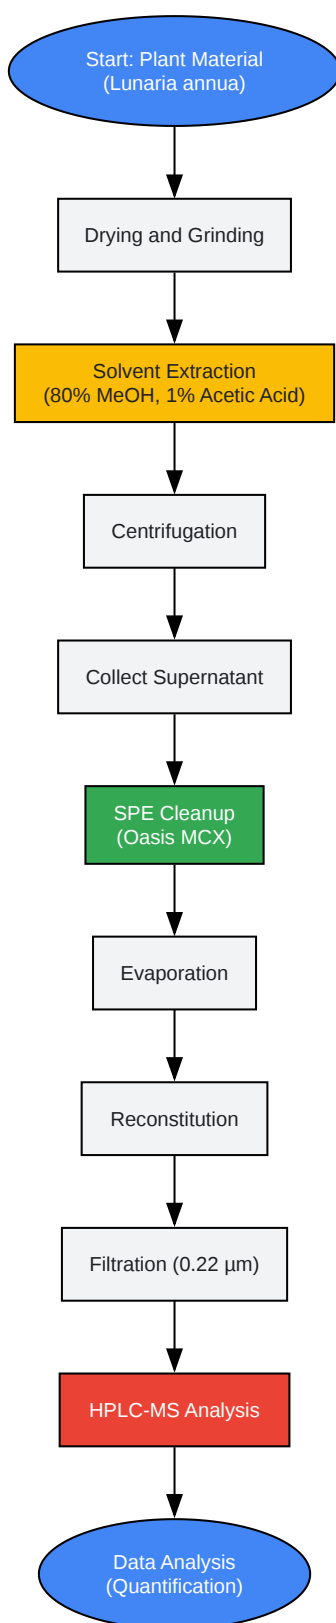 Start: Plant Material
(Lunaria annua)
Drying and Grinding
Solvent Extraction
(80% MeOH, 1% Acetic Acid)
Centrifugation
Collect Supernatant
SPE Cleanup
(Oasis MCX)
Evaporation
Reconstitution
Filtration (0.22 µm)
HPLC-MS Analysis
Data Analysis
(Quantification)